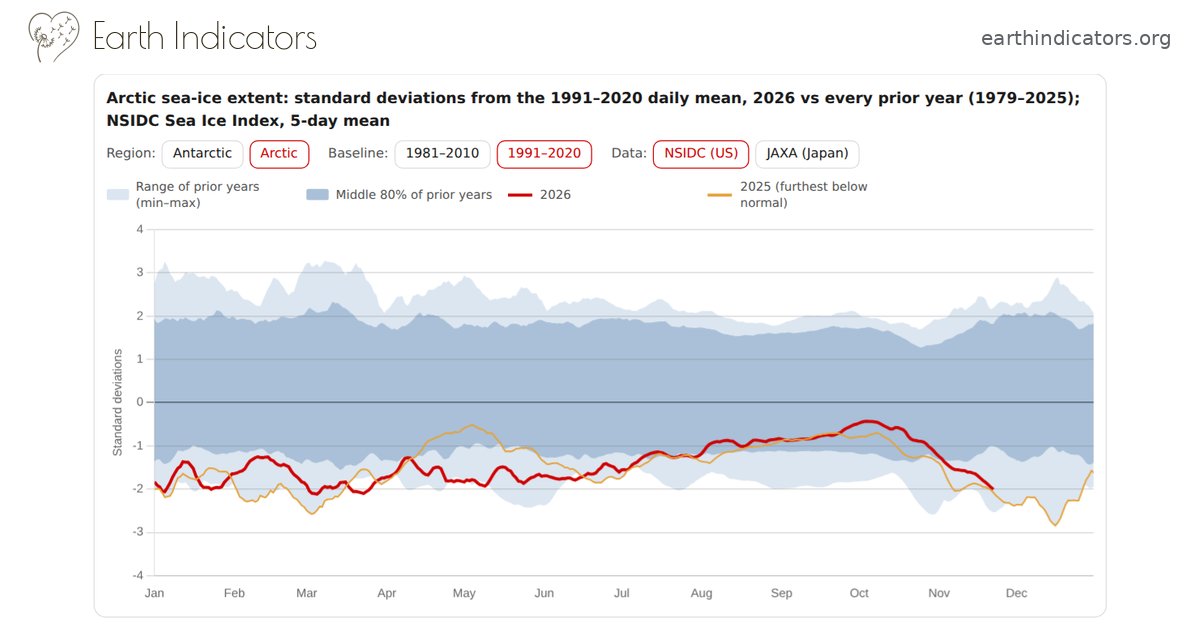 Earth Indicators
earthindicators.org
Arctic sea-ice extent: standard deviations from the 1991–2020 daily mean, 2026 vs every prior year (1979–2025);
NSIDC Sea Ice Index, 5-day mean
Region: Antarctic Arctic Baseline: 1981–2010 1991–2020 Data: NSIDC (US) JAXA (Japan)
Range of prior years
(min–max)
Middle 80% of prior years
2026
2025 (furthest below
normal)
Standard deviations
4
3
2
1
0
-1
-2
-3
-4
Jan Feb Mar Apr May Jun Jul Aug Sep Oct Nov Dec